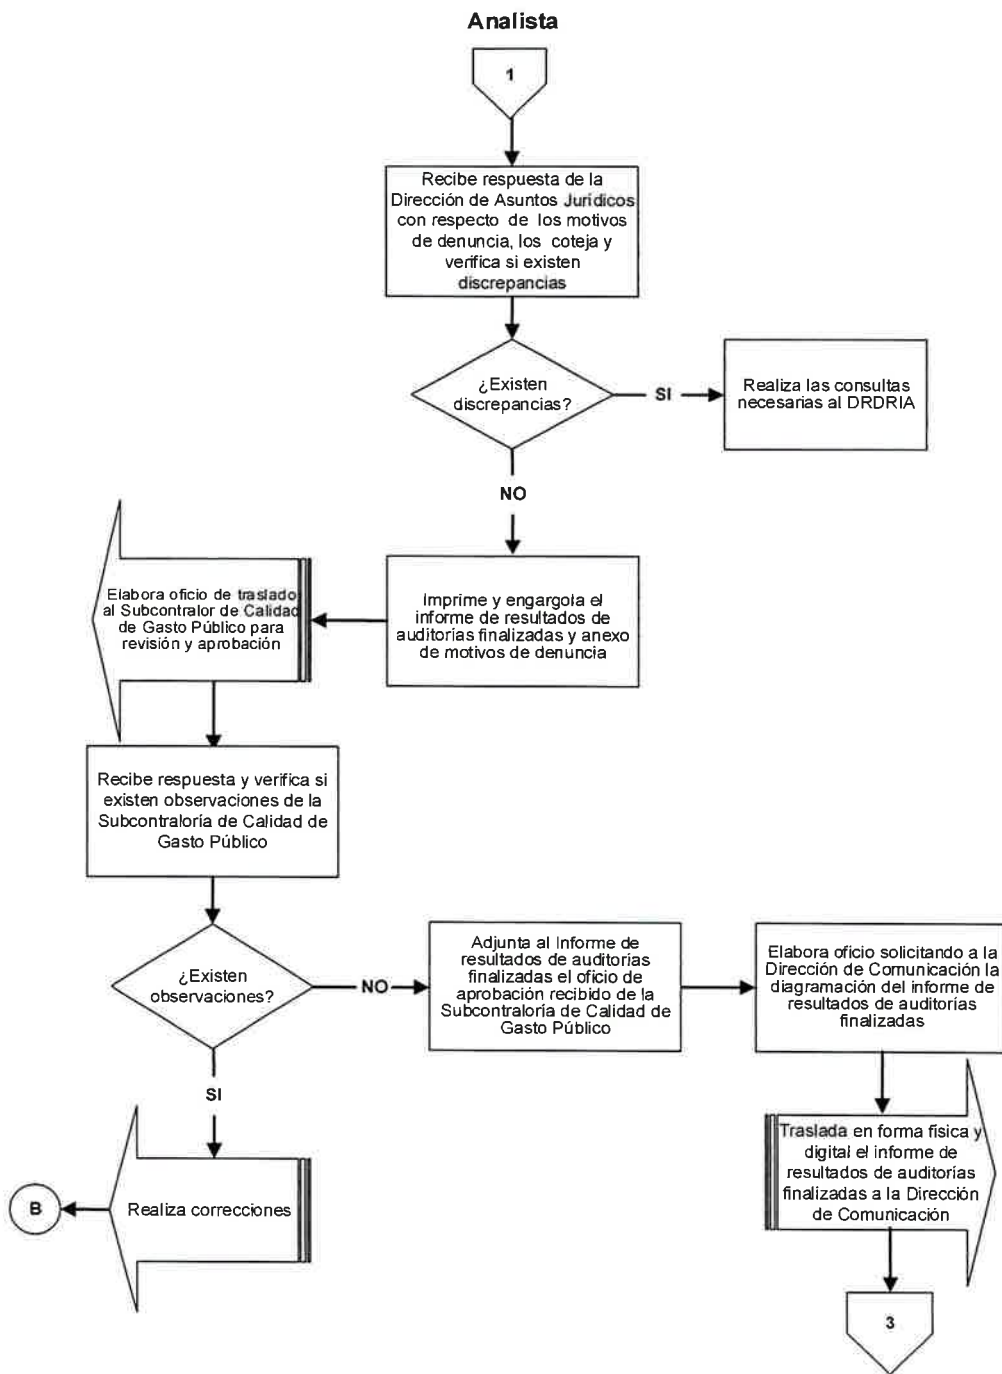 Analista
1
Recibe respuesta de la
Dirección de Asuntos Jurídicos
con respecto de los motivos
de denuncia, los coteja y
verifica si existen
discrepancias
¿Existen
discrepancias?
SI
Realiza las consultas
necesarias al DRDRIA
NO
Imprime y engargola el
informe de resultados de
auditorías finalizadas y anexo
de motivos de denuncia
Elabora oficio de traslado
al Subcontralor de Calidad
de Gasto Público para
revisión y aprobación
Recibe respuesta y verifica si
existen observaciones de la
Subcontraloría de Calidad de
Gasto Público
¿Existen
observaciones?
NO
Adjunta al Informe de
resultados de auditorías
finalizadas el oficio de
aprobación recibido de la
Subcontraloría de Calidad de
Gasto Público
Elabora oficio solicitando a la
Dirección de Comunicación la
diagramación del informe de
resultados de auditorías
finalizadas
SI
Realiza correcciones
B
Traslada en forma física y
digital el informe de
resultados de auditorías
finalizadas a la Dirección
de Comunicación
3